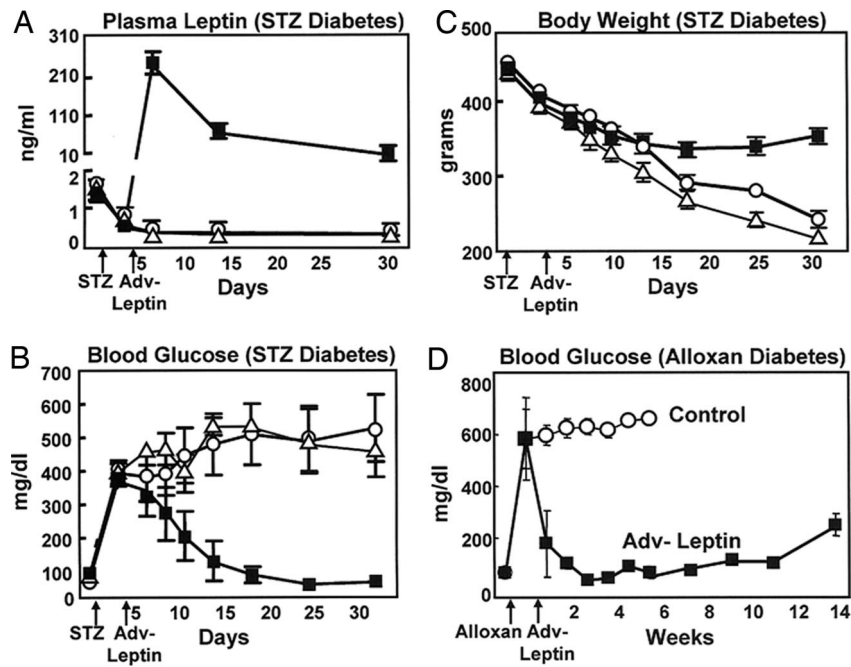 A
Plasma Leptin (STZ Diabetes)
310
210
110
10
2
1
0
ng/ml
5 10 15 20 25 30
STZ Adv-
Leptin
Days
C
Body Weight (STZ Diabetes)
500
400
300
200
grams
5 10 15 20 25 30
STZ Adv-
Leptin
Days
B
Blood Glucose (STZ Diabetes)
700
600
500
400
300
200
100
0
mg/dl
5 10 15 20 25 30
STZ Adv-
Leptin
Days
D
Blood Glucose (Alloxan Diabetes)
800
600
400
200
0
mg/dl
Control
Adv- Leptin
2 4 6 8 10 12 14
Alloxan Adv-
Leptin
Weeks